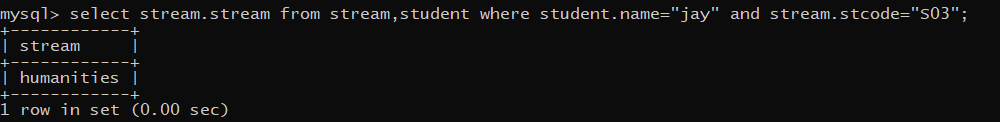 mysql> select stream.stream from stream,student where student.name="jay" and stream.stcode="S03";
+------------+
| stream     |
+------------+
| humanities |
+------------+
1 row in set (0.00 sec)